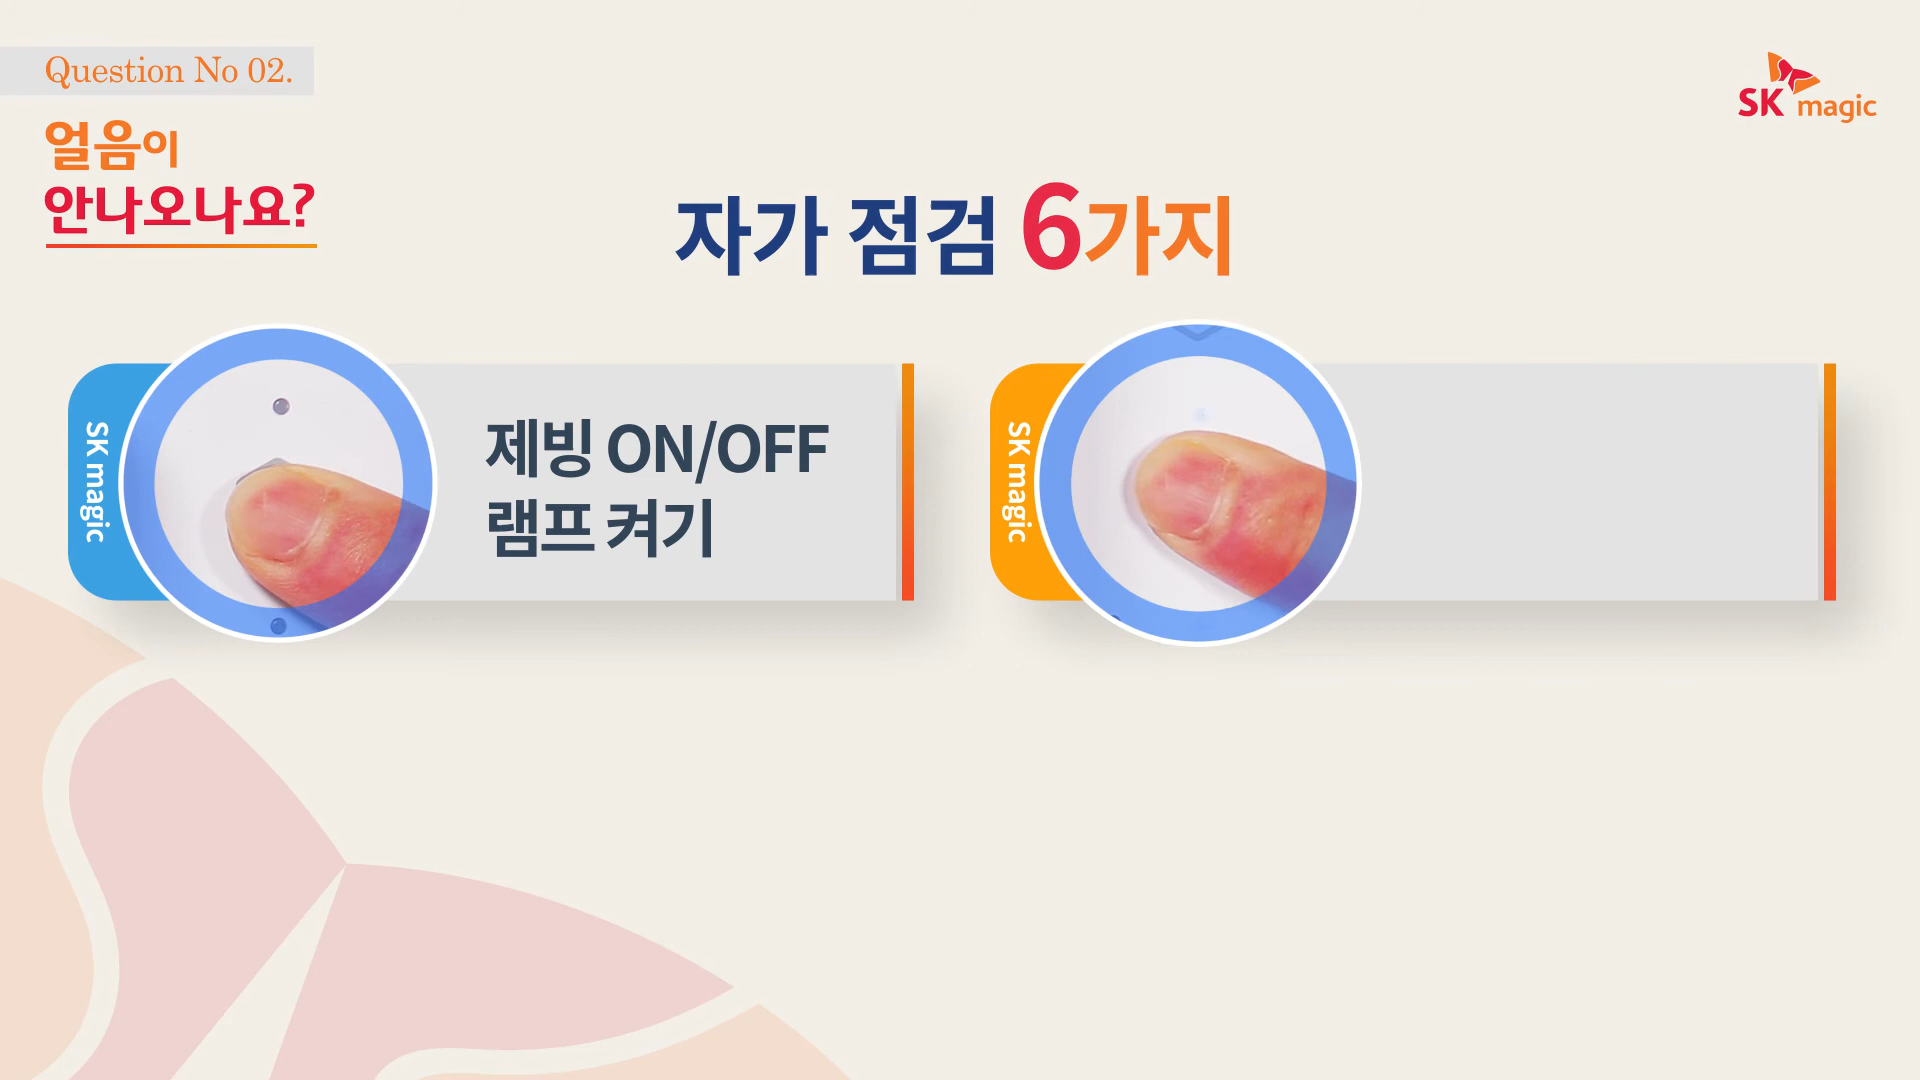 Question No 02.
얼음이
안나오나요?
SK magic
자가 점검 6가지
SK magic
제빙 ON/OFF
램프 켜기
SK magic